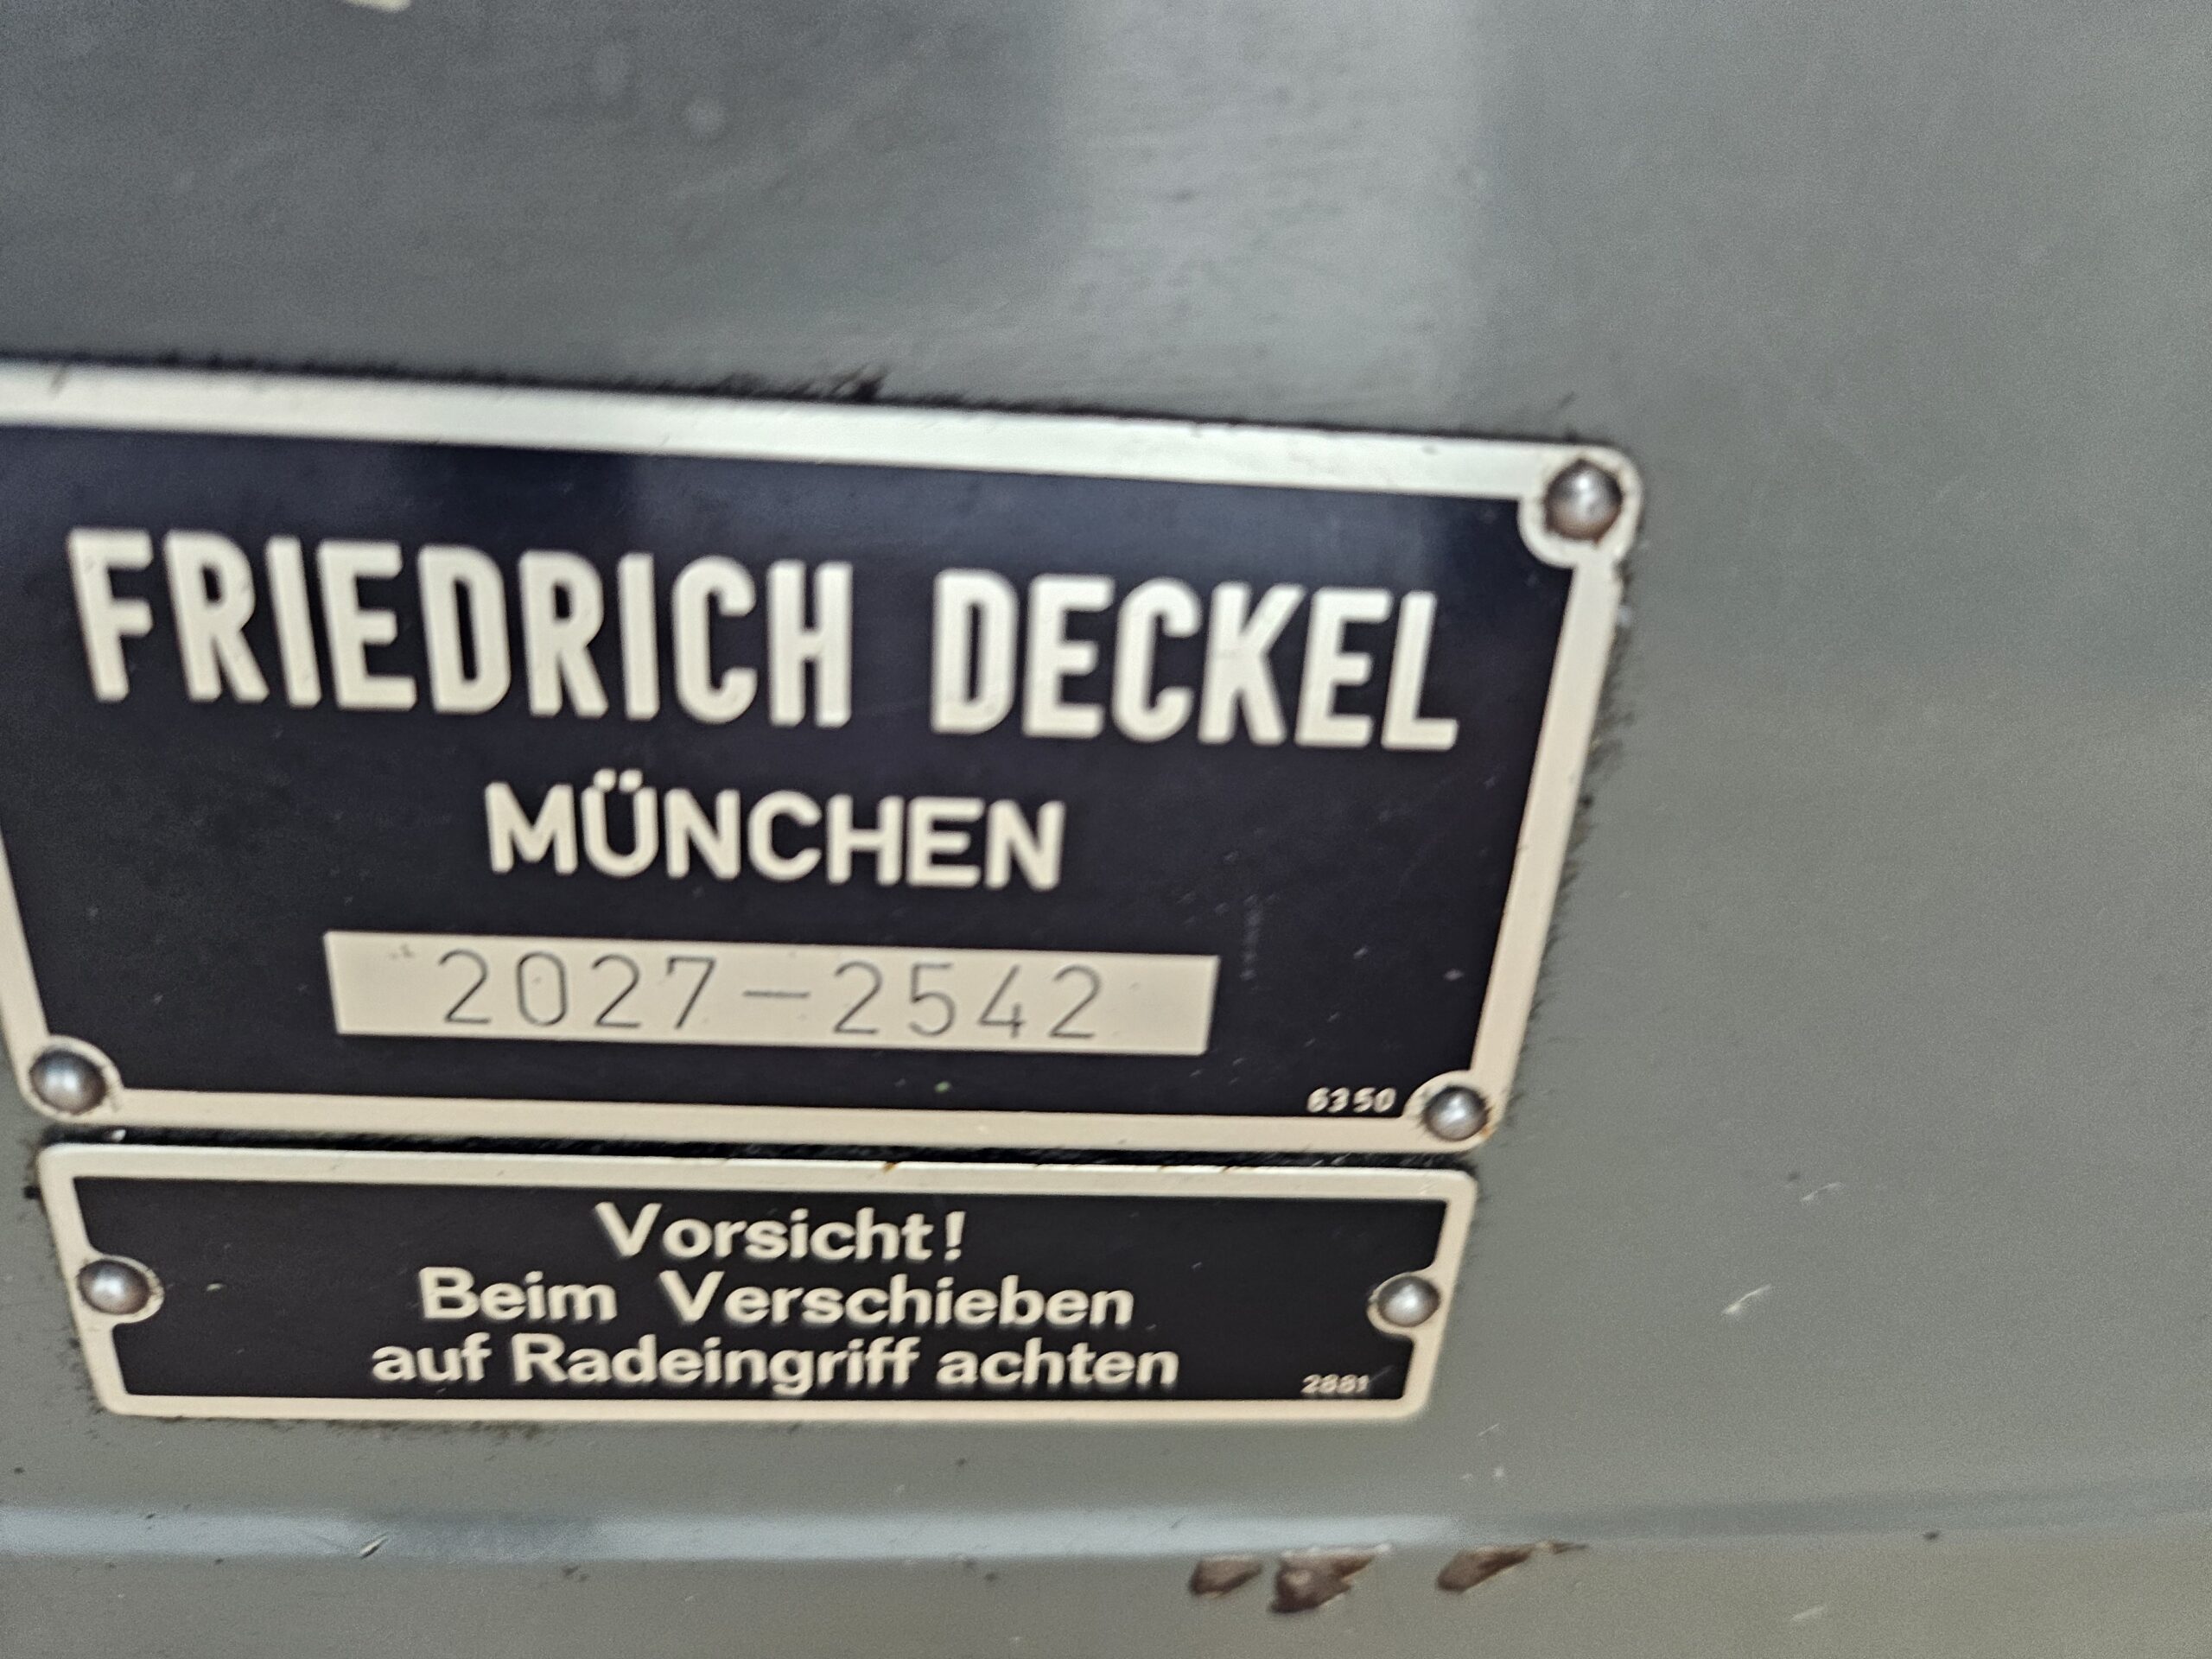 FRIEDRICH DECKEL
MÜNCHEN
2027-2542
6350
Vorsicht!
Beim Verschieben
auf Radeingriff achten
2881